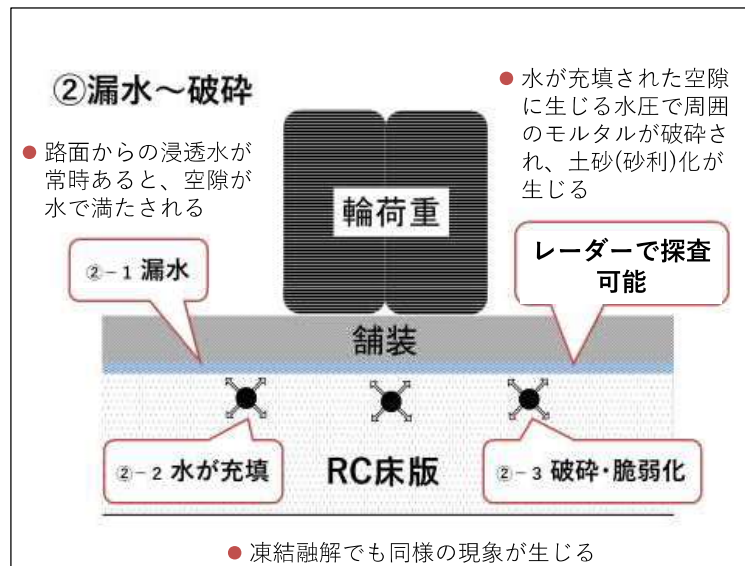 ②漏水～破砕
● 路面からの浸透水が
常時あると、空隙が
水で満たされる
● 水が充填された空隙
に生じる水圧で周囲
のモルタルが破砕さ
れ、土砂(砂利)化が
生じる
輪荷重
②-1 漏水
レーダーで探査
可能
舗装
②-2 水が充填
RC床版
②-3 破砕・脆弱化
● 凍結融解でも同様の現象が生じる